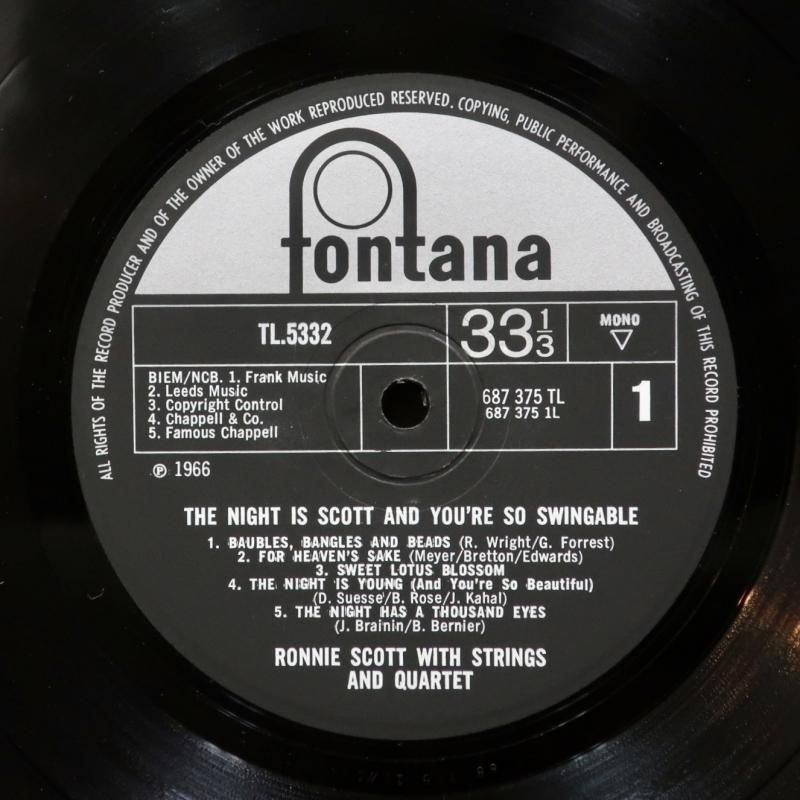 ALL RIGHTS OF THE RECORD PRODUCER AND OF THE OWNER OF THE WORK REPRODUCED RESERVED. COPYING, PUBLIC PERFORMANCE AND BROADCASTING OF THIS RECORD PROHIBITED
fontana
TL.5332
33 1/3
MONO
BIEM/NCB. 1. Frank Music
2. Leeds Music
3. Copyright Control
4. Chappell & Co.
5. Famous Chappell
687 375 TL
687 375 1L
1
℗ 1966
THE NIGHT IS SCOTT AND YOU'RE SO SWINGABLE
1. BAUBLES, BANGLES AND BEADS (R. Wright/G. Forrest)
2. FOR HEAVEN'S SAKE (Meyer/Bretton/Edwards)
3. SWEET LOTUS BLOSSOM
4. THE NIGHT IS YOUNG (And You're So Beautiful)
(D. Suesse/B. Rose/J. Kahal)
5. THE NIGHT HAS A THOUSAND EYES
(J. Brainin/B. Bernier)
RONNIE SCOTT WITH STRINGS
AND QUARTET